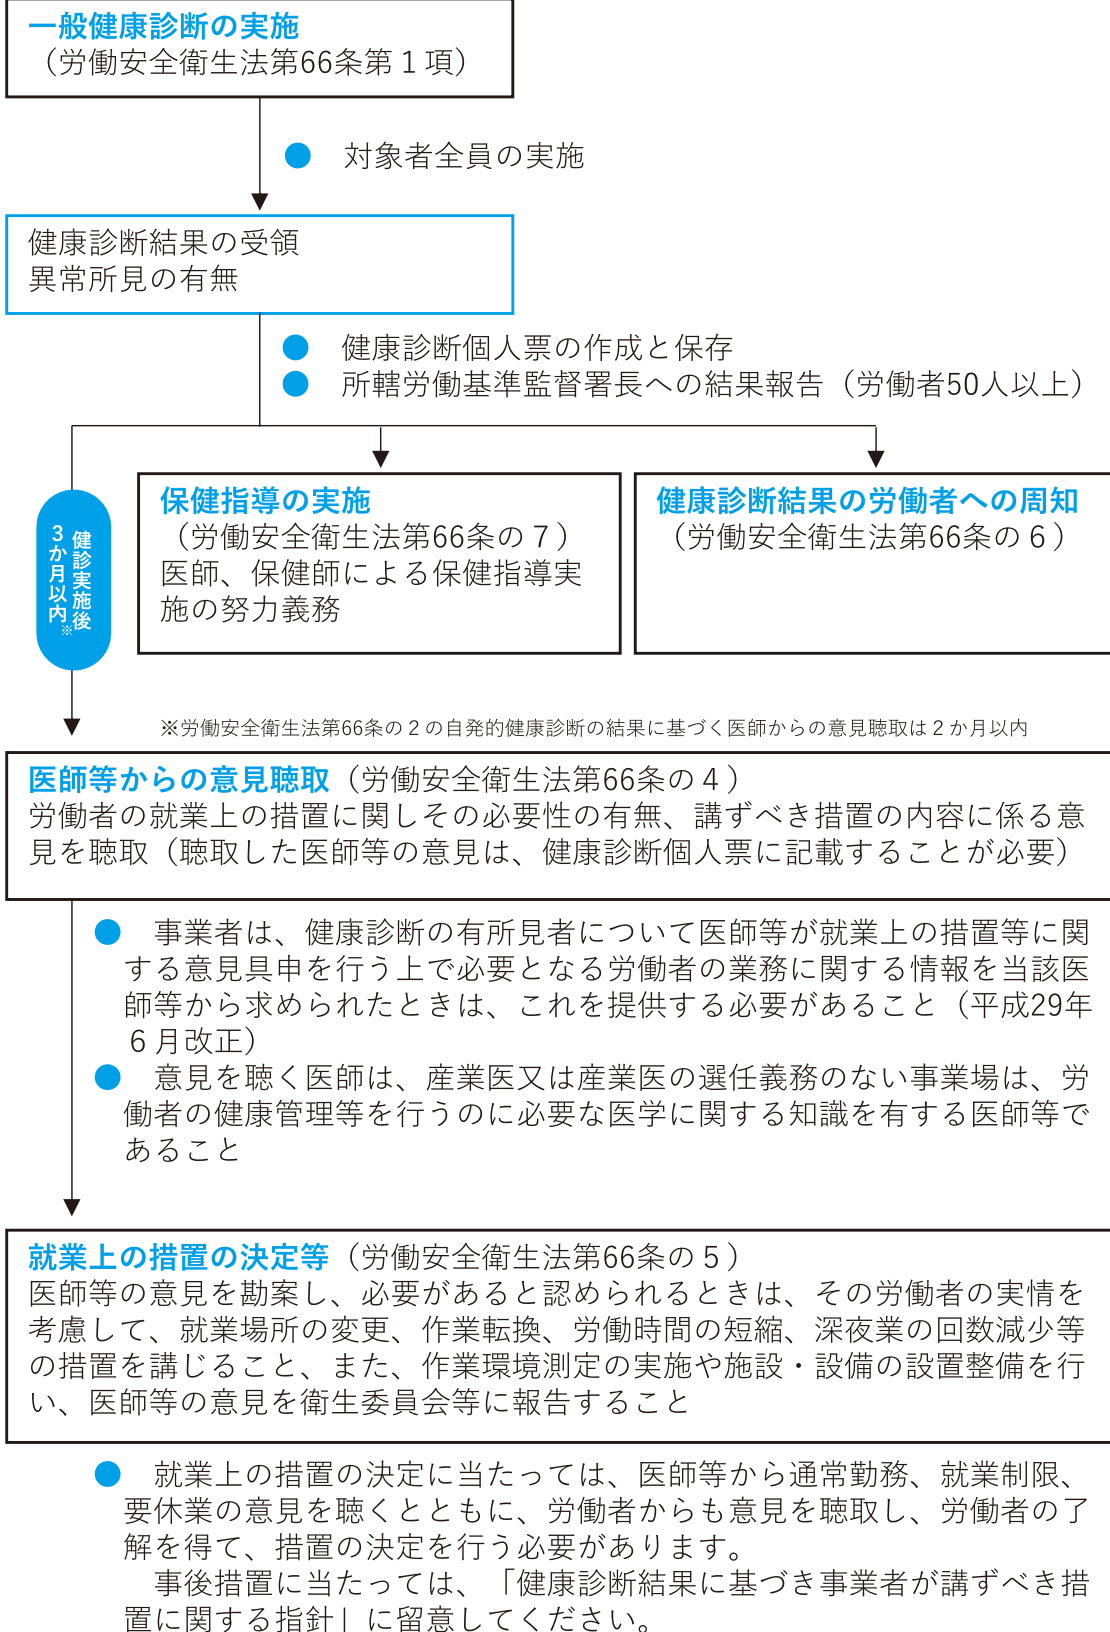 一般健康診断の実施
（労働安全衛生法第66条第１項）
● 対象者全員の実施
健康診断結果の受領
異常所見の有無
● 健康診断個人票の作成と保存
● 所轄労働基準監督署長への結果報告（労働者50人以上）
健診実施後
３か月以内※
保健指導の実施
（労働安全衛生法第66条の７）
医師、保健師による保健指導実
施の努力義務
健康診断結果の労働者への周知
（労働安全衛生法第66条の６）
※労働安全衛生法第66条の２の自発的健康診断の結果に基づく医師からの意見聴取は２か月以内
医師等からの意見聴取（労働安全衛生法第66条の４）
労働者の就業上の措置に関しその必要性の有無、講ずべき措置の内容に係る意
見を聴取（聴取した医師等の意見は、健康診断個人票に記載することが必要）
● 事業者は、健康診断の有所見者について医師等が就業上の措置等に関
する意見具申を行う上で必要となる労働者の業務に関する情報を当該医
師等から求められたときは、これを提供する必要があること（平成29年
６月改正）
● 意見を聴く医師は、産業医又は産業医の選任義務のない事業場は、労
働者の健康管理等を行うのに必要な医学に関する知識を有する医師等で
あること
就業上の措置の決定等（労働安全衛生法第66条の５）
医師等の意見を勘案し、必要があると認められるときは、その労働者の実情を
考慮して、就業場所の変更、作業転換、労働時間の短縮、深夜業の回数減少等
の措置を講じること、また、作業環境測定の実施や施設・設備の設置整備を行
い、医師等の意見を衛生委員会等に報告すること
● 就業上の措置の決定に当たっては、医師等から通常勤務、就業制限、
要休業の意見を聴くとともに、労働者からも意見を聴取し、労働者の了
解を得て、措置の決定を行う必要があります。
事後措置に当たっては、「健康診断結果に基づき事業者が講ずべき措
置に関する指針」に留意してください。